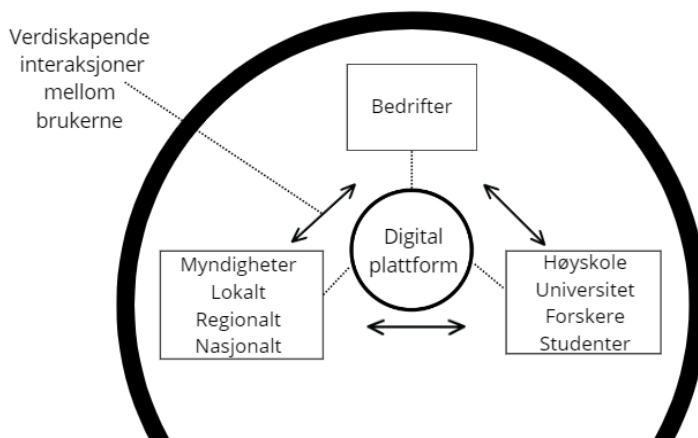 Verdiskapende
interaksjoner
mellom
brukerne
Bedrifter
Digital
plattform
Myndigheter
Lokalt
Regionalt
Nasjonalt
Høyskole
Universitet
Forskere
Studenter